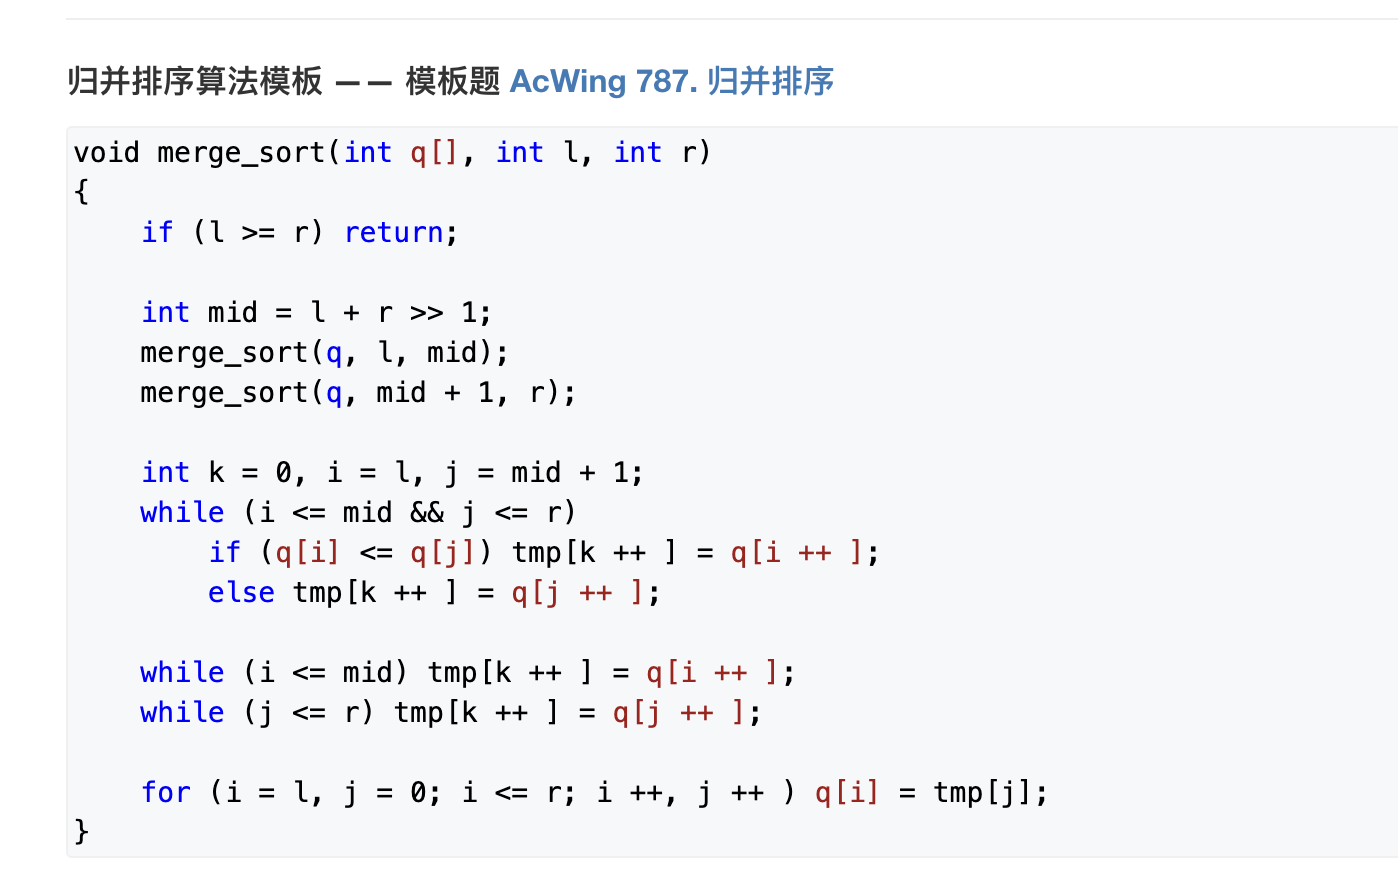 归并排序算法模板 —— 模板题 AcWing 787. 归并排序
void merge_sort(int q[], int l, int r)
{
    if (l >= r) return;

    int mid = l + r >> 1;
    merge_sort(q, l, mid);
    merge_sort(q, mid + 1, r);

    int k = 0, i = l, j = mid + 1;
    while (i <= mid && j <= r)
        if (q[i] <= q[j]) tmp[k ++ ] = q[i ++ ];
        else tmp[k ++ ] = q[j ++ ];

    while (i <= mid) tmp[k ++ ] = q[i ++ ];
    while (j <= r) tmp[k ++ ] = q[j ++ ];

    for (i = l, j = 0; i <= r; i ++, j ++ ) q[i] = tmp[j];
}